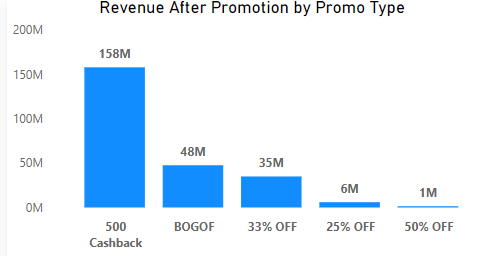 Revenue After Promotion by Promo Type
200M
150M
100M
50M
0M
158M
48M
35M
6M
1M
500
Cashback
BOGOF
33% OFF
25% OFF
50% OFF